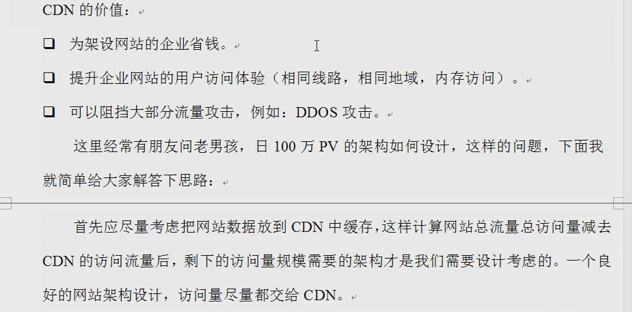 CDN 的价值：
❑ 为架设网站的企业省钱。
❑ 提升企业网站的用户访问体验（相同线路，相同地域，内存访问）。
❑ 可以阻挡大部分流量攻击，例如：DDOS 攻击。
这里经常有朋友问老男孩，日 100 万 PV 的架构如何设计，这样的问题，下面我
就简单给大家解答下思路：
首先应尽量考虑把网站数据放到 CDN 中缓存，这样计算网站总流量总访问量减去
CDN 的访问流量后，剩下的访问量规模需要的架构才是我们需要设计考虑的。一个良
好的网站架构设计，访问量尽量都交给 CDN。